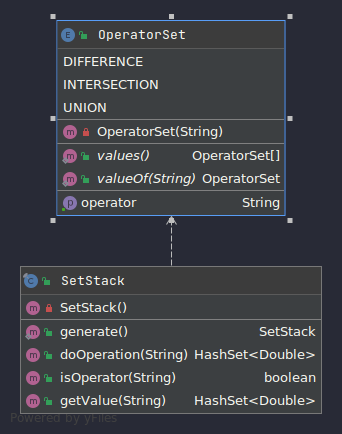 E OperatorSet
DIFFERENCE
INTERSECTION
UNION
m OperatorSet(String)
m values() OperatorSet[]
m valueOf(String) OperatorSet
p operator String
C SetStack
m SetStack()
m generate() SetStack
m doOperation(String) HashSet<Double>
m isOperator(String) boolean
m getValue(String) HashSet<Double>
Powered by yFiles